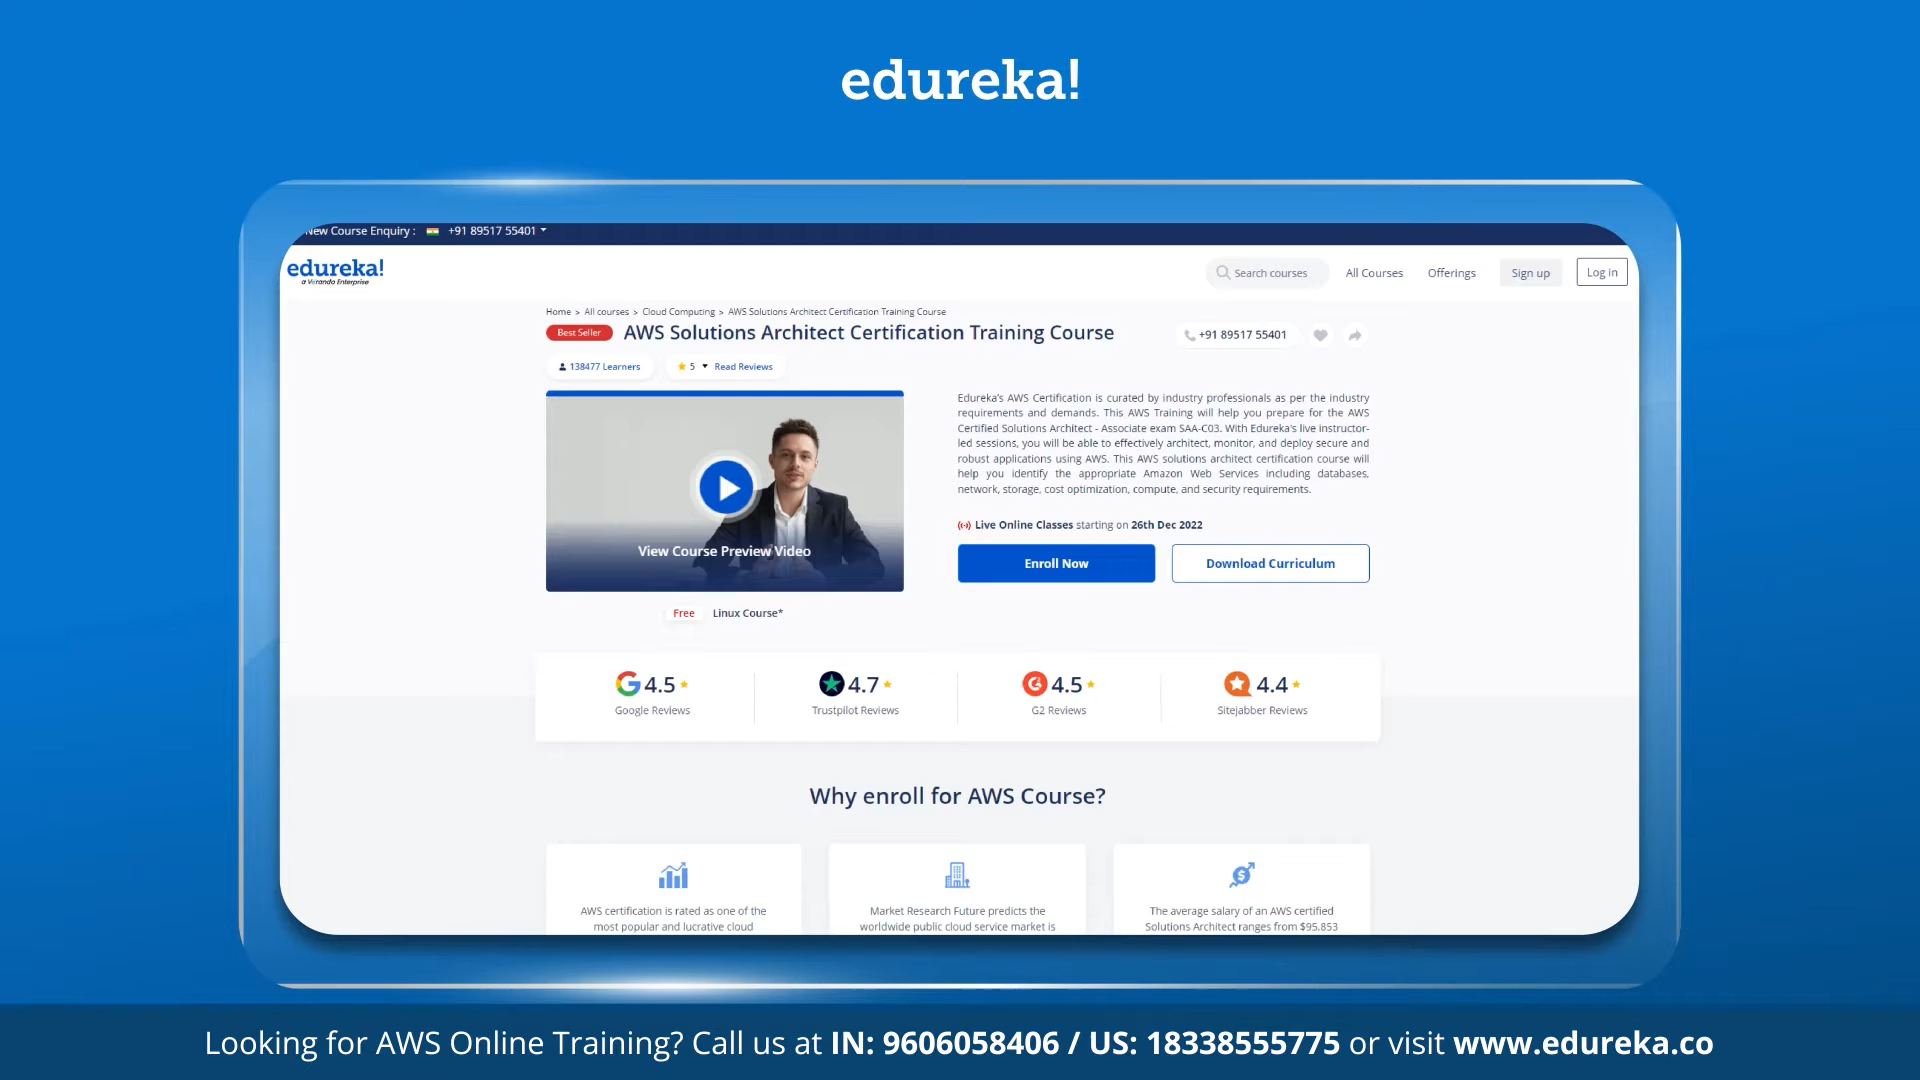 edureka!
New Course Enquiry : +91 89517 55401
edureka!
a Veranda Enterprise
Search courses
All Courses
Offerings
Sign up
Log in
Home > All courses > Cloud Computing > AWS Solutions Architect Certification Training Course
Best Seller
AWS Solutions Architect Certification Training Course
+91 89517 55401
138477 Learners
5
Read Reviews
View Course Preview Video
Free Linux Course*
Edureka's AWS Certification is curated by industry professionals as per the industry
requirements and demands. This AWS Training will help you prepare for the AWS
Certified Solutions Architect - Associate exam SAA-C03. With Edureka's live instructor-
led sessions, you will be able to effectively architect, monitor, and deploy secure and
robust applications using AWS. This AWS solutions architect certification course will
help you identify the appropriate Amazon Web Services including databases,
network, storage, cost optimization, compute, and security requirements.
Live Online Classes starting on 26th Dec 2022
Enroll Now
Download Curriculum
4.5
Google Reviews
4.7
Trustpilot Reviews
4.5
G2 Reviews
4.4
Sitejabber Reviews
Why enroll for AWS Course?
AWS certification is rated as one of the
most popular and lucrative cloud
Market Research Future predicts the
worldwide public cloud service market is
The average salary of an AWS certified
Solutions Architect ranges from $95,853
Looking for AWS Online Training? Call us at IN: 9606058406 / US: 18338555775 or visit www.edureka.co